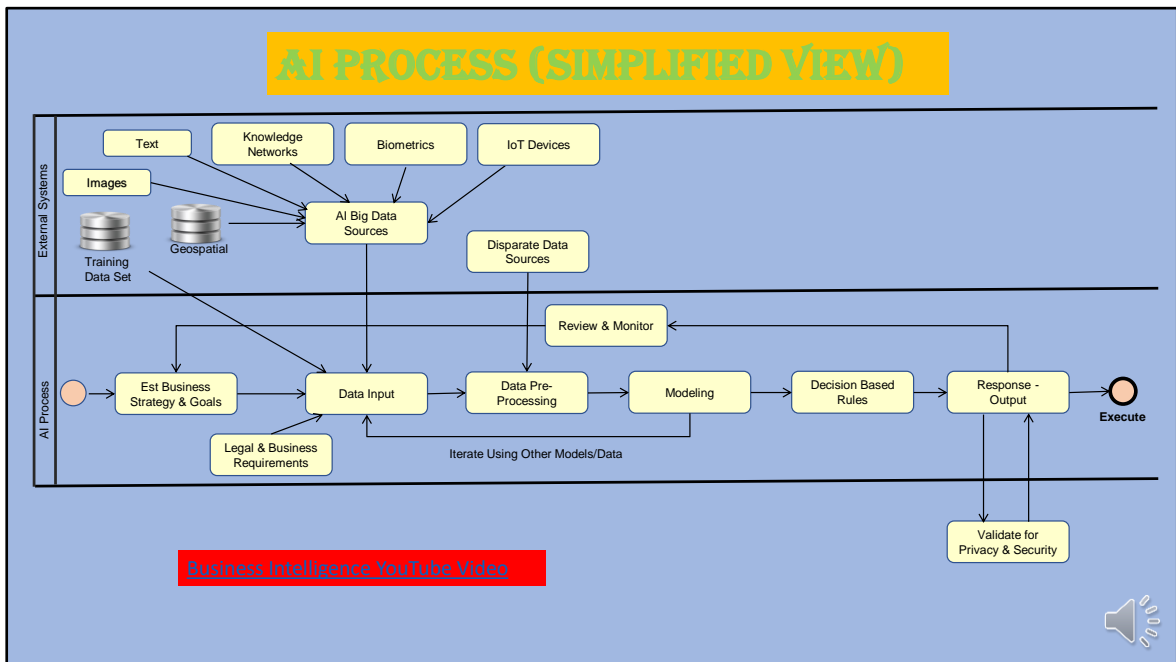 AI PROCESS (SIMPLIFIED VIEW)
External Systems
Text
Knowledge
Networks
Biometrics
IoT Devices
Images
AI Big Data
Sources
Geospatial
Training
Data Set
Disparate Data
Sources
AI Process
Review & Monitor
Est Business
Strategy & Goals
Data Input
Data Pre-
Processing
Modeling
Decision Based
Rules
Response -
Output
Execute
Legal & Business
Requirements
Iterate Using Other Models/Data
Validate for
Privacy & Security
Business Intelligence YouTube Video